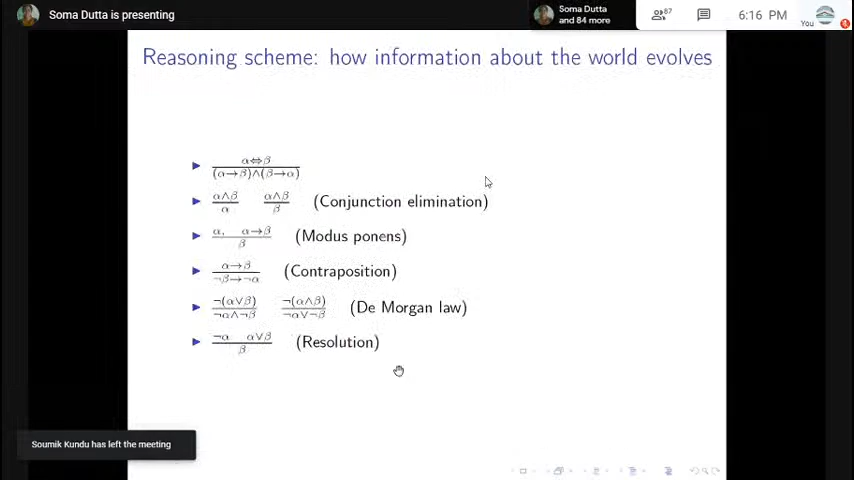 Soma Dutta is presenting
Soma Dutta
and 84 more
87
6:16 PM
You
Reasoning scheme: how information about the world evolves
α⇔β
(α→β)∧(β→α)
α∧β α∧β (Conjunction elimination)
α β
α, α→β (Modus ponens)
β
α→β (Contraposition)
¬β→¬α
¬(α∨β) ¬(α∧β) (De Morgan law)
¬α∧¬β ¬α∨¬β
¬α α∨β (Resolution)
β
Soumik Kundu has left the meeting